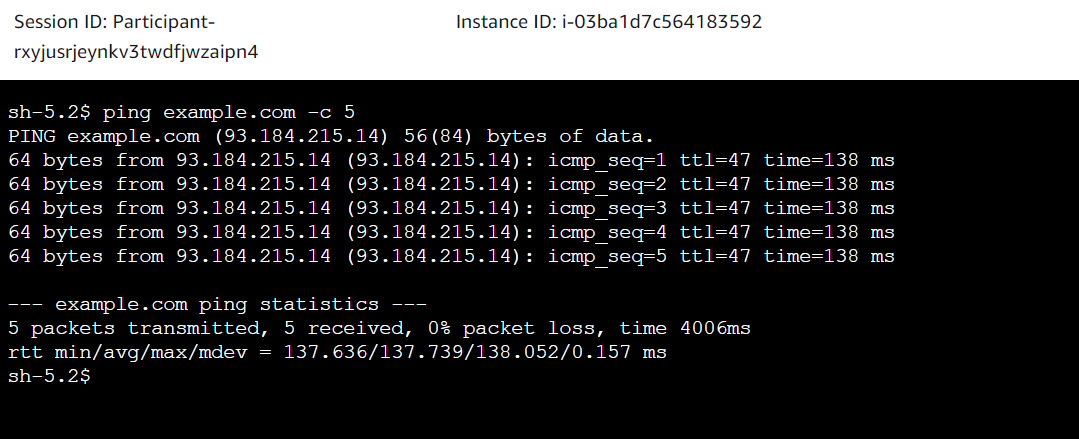 Session ID: Participant-
rxyjusrjeynkv3twdfjwzaipn4
Instance ID: i-03ba1d7c564183592
sh-5.2$ ping example.com -c 5
PING example.com (93.184.215.14) 56(84) bytes of data.
64 bytes from 93.184.215.14 (93.184.215.14): icmp_seq=1 ttl=47 time=138 ms
64 bytes from 93.184.215.14 (93.184.215.14): icmp_seq=2 ttl=47 time=138 ms
64 bytes from 93.184.215.14 (93.184.215.14): icmp_seq=3 ttl=47 time=138 ms
64 bytes from 93.184.215.14 (93.184.215.14): icmp_seq=4 ttl=47 time=138 ms
64 bytes from 93.184.215.14 (93.184.215.14): icmp_seq=5 ttl=47 time=138 ms
--- example.com ping statistics ---
5 packets transmitted, 5 received, 0% packet loss, time 4006ms
rtt min/avg/max/mdev = 137.636/137.739/138.052/0.157 ms
sh-5.2$